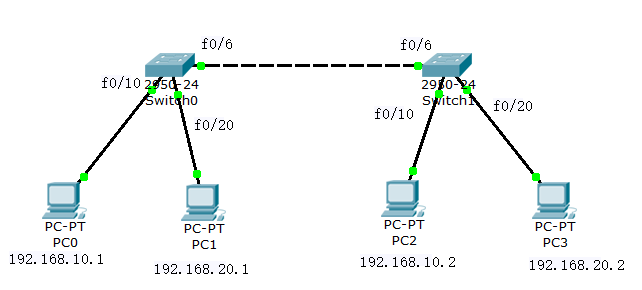 f0/6
f0/6
f0/10
2950-24
Switch0
2950-24
Switch1
f0/20
f0/10
f0/20
PC-PT
PC0
192.168.10.1
PC-PT
PC1
192.168.20.1
PC-PT
PC2
192.168.10.2
PC-PT
PC3
192.168.20.2